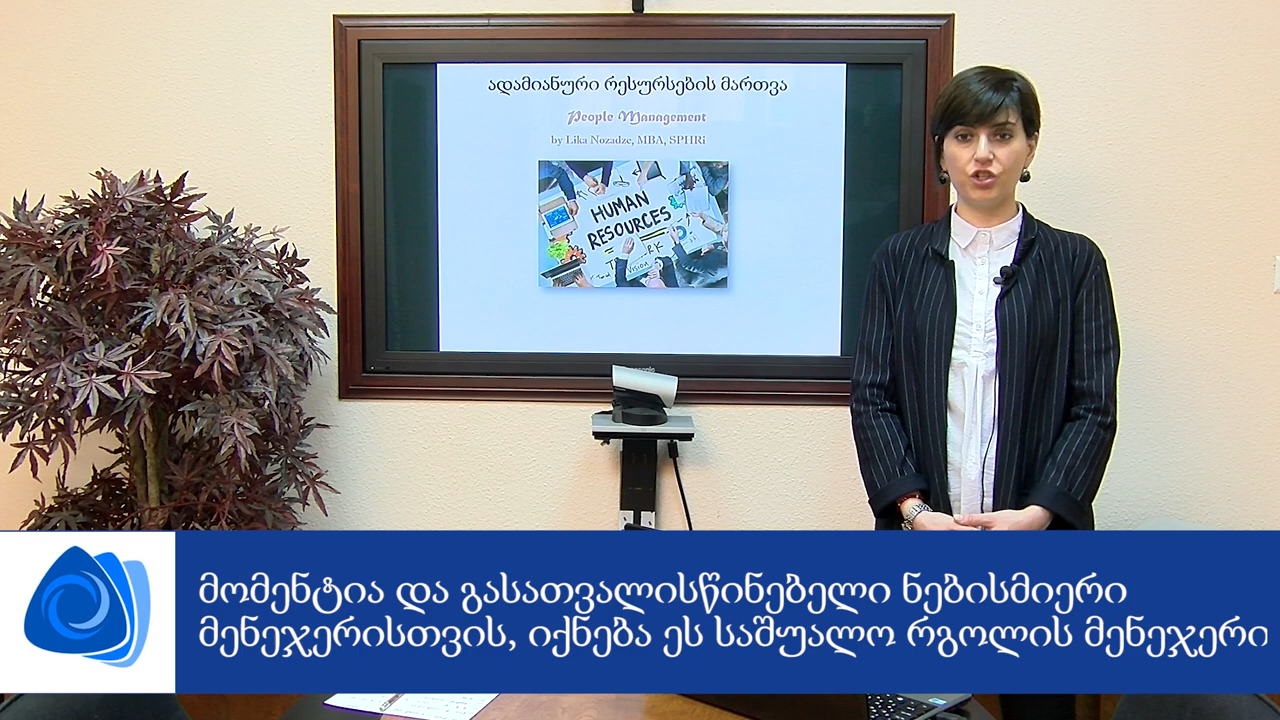 ადამიანური რესურსების მართვა
People Management
by Lika Nozadze, MBA, SPHRi
HUMAN
RESOURCES
VISION
მომენტია და გასათვალისწინებელი ნებისმიერი
მენეჯერისთვის, იქნება ეს საშუალო რგოლის მენეჯერი